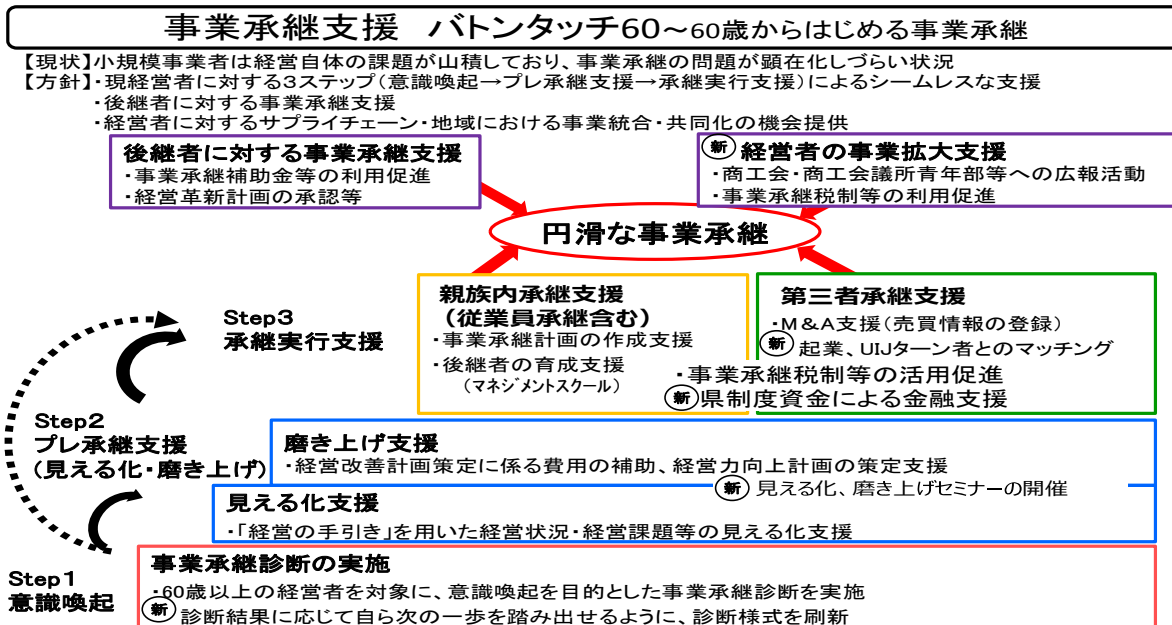 事業承継支援 バトンタッチ60～60歳からはじめる事業承継
【現状】小規模事業者は経営自体の課題が山積しており、事業承継の問題が顕在化しづらい状況
【方針】・現経営者に対する3ステップ(意識喚起→プレ承継支援→承継実行支援)によるシームレスな支援
・後継者に対する事業承継支援
・経営者に対するサプライチェーン・地域における事業統合・共同化の機会提供
後継者に対する事業承継支援
・事業承継補助金等の利用促進
・経営革新計画の承認等
新 経営者の事業拡大支援
・商工会・商工会議所青年部等への広報活動
・事業承継税制等の利用促進
円滑な事業承継
Step3
承継実行支援
親族内承継支援
(従業員承継含む)
・事業承継計画の作成支援
・後継者の育成支援
(マネジメントスクール)
第三者承継支援
・M&A支援(売買情報の登録)
新 起業、UIJターン者とのマッチング
・事業承継税制等の活用促進
新 県制度資金による金融支援
Step2
プレ承継支援
(見える化・磨き上げ)
磨き上げ支援
・経営改善計画策定に係る費用の補助、経営力向上計画の策定支援
新 見える化、磨き上げセミナーの開催
見える化支援
・「経営の手引き」を用いた経営状況・経営課題等の見える化支援
Step1
意識喚起
事業承継診断の実施
・60歳以上の経営者を対象に、意識喚起を目的とした事業承継診断を実施
新 診断結果に応じて自ら次の一歩を踏み出せるように、診断様式を刷新